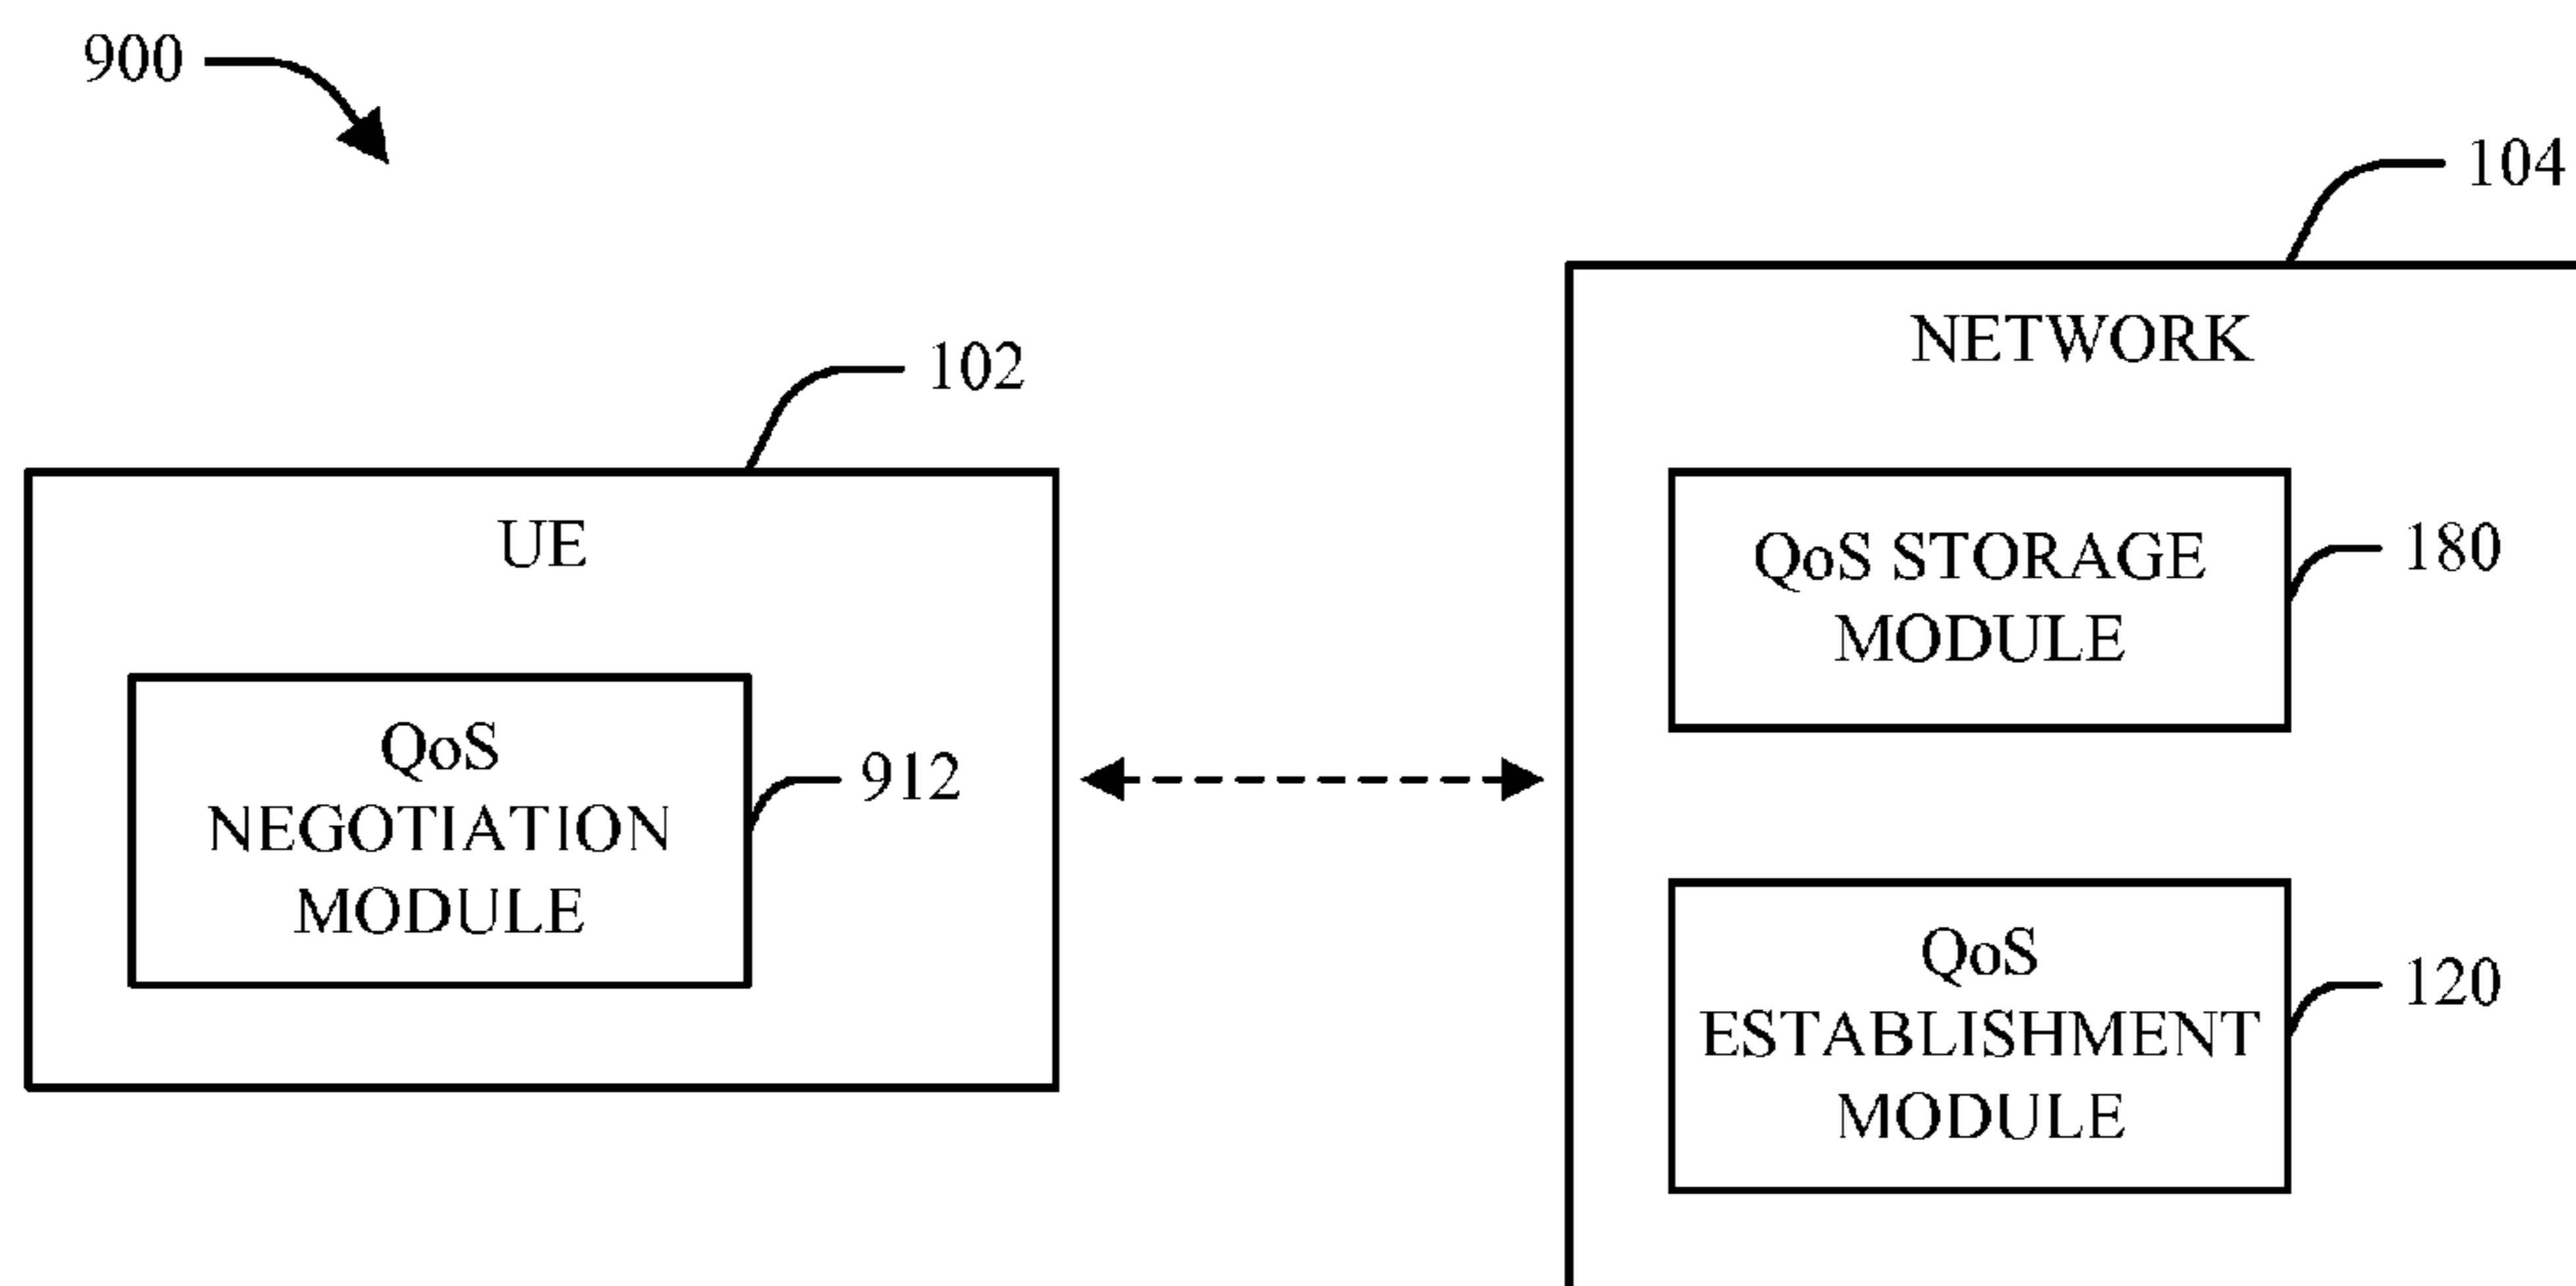 900
104
NETWORK
102
UE
QoS STORAGE
MODULE
180
QoS
NEGOTIATION
MODULE
912
QoS
ESTABLISHMENT
MODULE
120